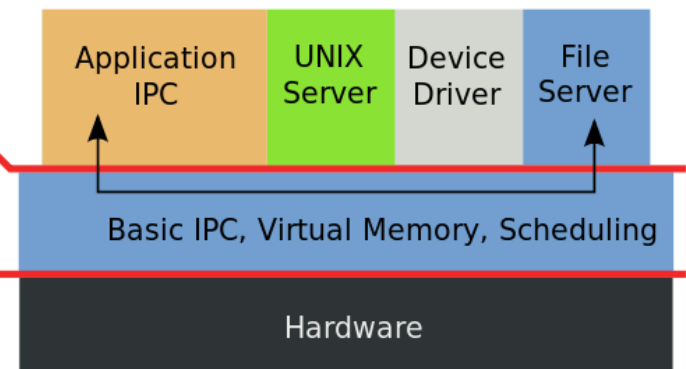 Application
IPC
UNIX
Server
Device
Driver
File
Server
Basic IPC, Virtual Memory, Scheduling
Hardware